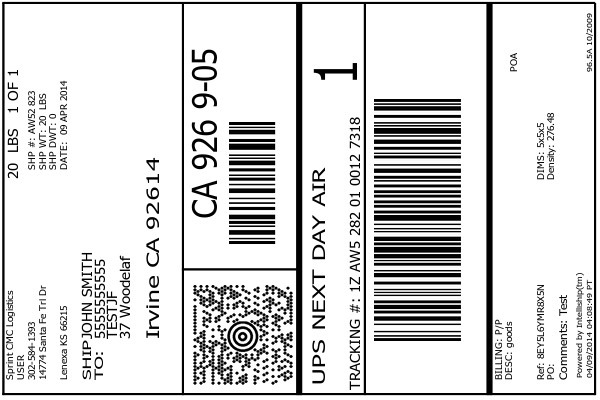 Sprint CMC Logistics
USER
302-584-1393
14774 Santa Fe Trl Dr
Lenexa KS 66215
20 LBS 1 OF 1
SHP #: AW52 823
SHP WT: 20 LBS
SHP DWT: 0
DATE: 09 APR 2014
SHIP JOHN SMITH
TO: 5555555555
TESTJF
37 Woodelaf
Irvine CA 92614
CA 926 9-05
UPS NEXT DAY AIR
1
TRACKING #: 1Z AW5 282 01 0012 7318
BILLING: P/P
DESC: goods
POA
Ref: 8EY5L6YMR8X5N
DIMS: 5x5x5
PO:
Density: 276.48
Comments: Test
Powered by Intelliship(tm)
04/09/2014 04:08:49 PT
96.5A 10/2009